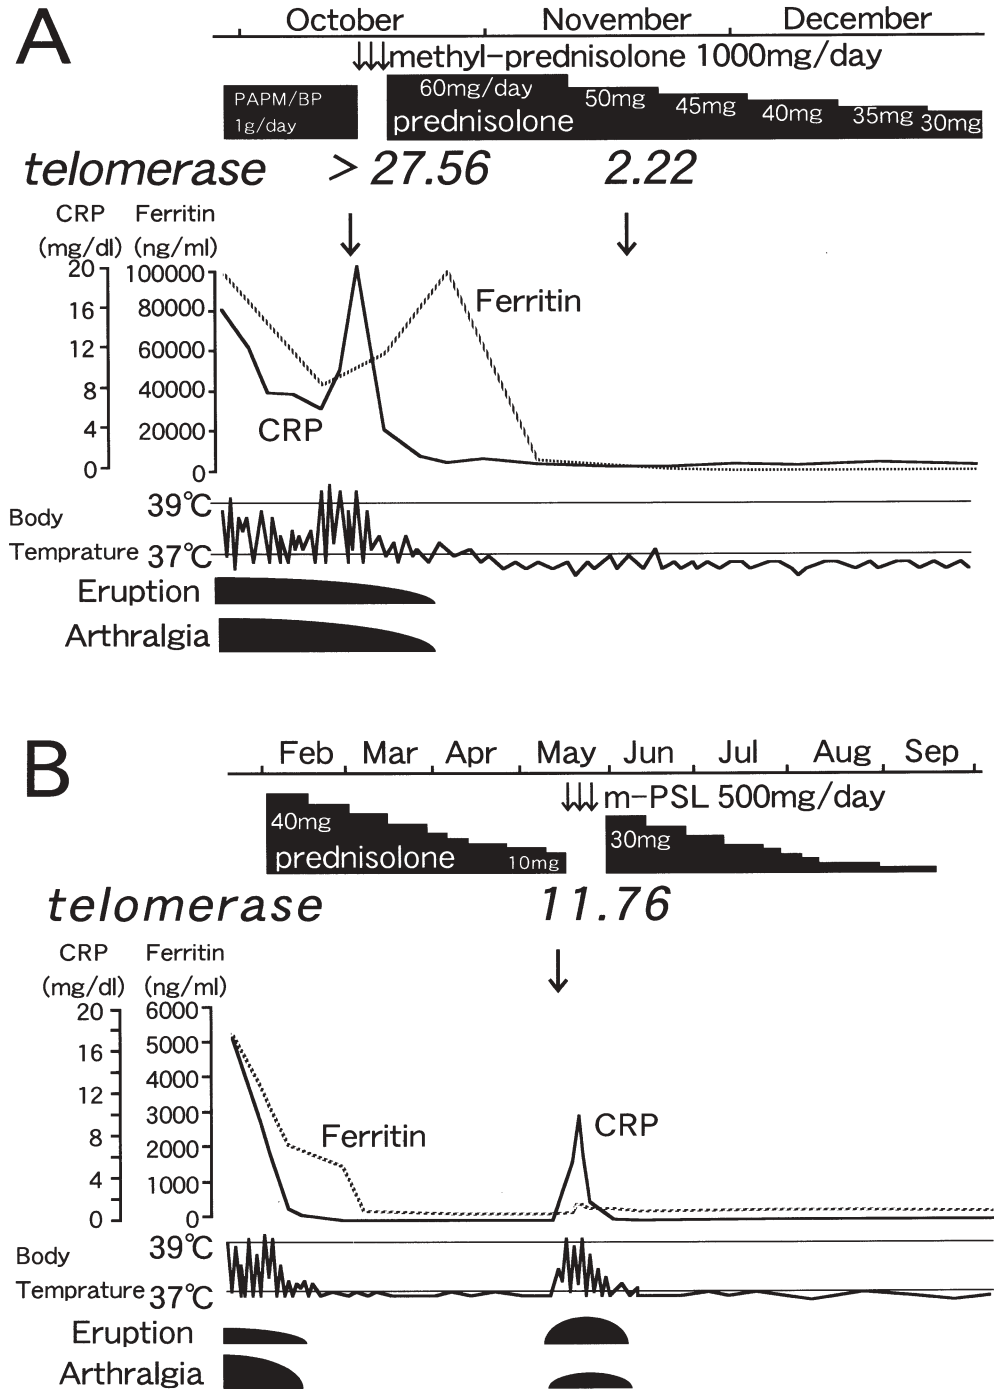 A
October November December
methyl-prednisolone 1000mg/day
PAPM/BP
1g/day
60mg/day 50mg 45mg 40mg 35mg 30mg
prednisolone
telomerase > 27.56 2.22
CRP Ferritin
(mg/dl) (ng/ml)
20 100000
16 80000
12 60000
8 40000
4 20000
0 0
Ferritin
CRP
39℃
Body
Temprature 37℃
Eruption
Arthralgia
B
Feb Mar Apr May Jun Jul Aug Sep
m-PSL 500mg/day
40mg
prednisolone 10mg
30mg
telomerase 11.76
CRP Ferritin
(mg/dl) (ng/ml)
20 6000
16 5000
12 4000
8 3000
4 2000
0 1000
0
Ferritin
CRP
39℃
Body
Temprature 37℃
Eruption
Arthralgia